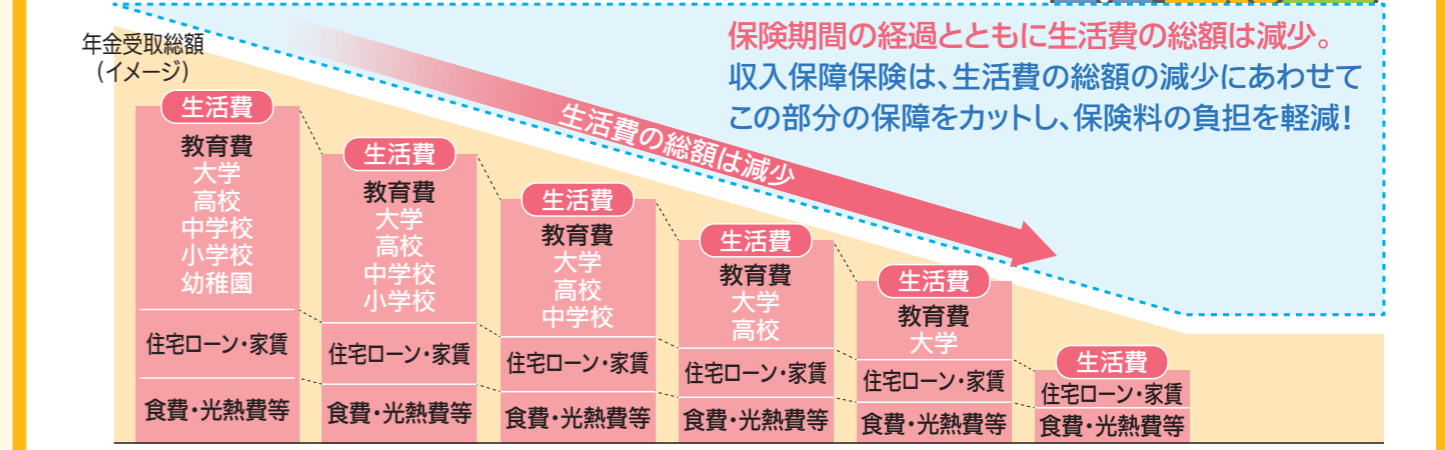 保険期間の経過とともに生活費の総額は減少。
収入保障保険は、生活費の総額の減少にあわせて
この部分の保障をカットし、保険料の負担を軽減!
年金受取総額
(イメージ)
生活費の総額は減少
生活費
教育費
大学
高校
中学校
小学校
幼稚園
住宅ローン・家賃
食費・光熱費等
生活費
教育費
大学
高校
中学校
小学校
住宅ローン・家賃
食費・光熱費等
生活費
教育費
大学
高校
中学校
住宅ローン・家賃
食費・光熱費等
生活費
教育費
大学
高校
住宅ローン・家賃
食費・光熱費等
生活費
教育費
大学
住宅ローン・家賃
食費・光熱費等
生活費
住宅ローン・家賃
食費・光熱費等